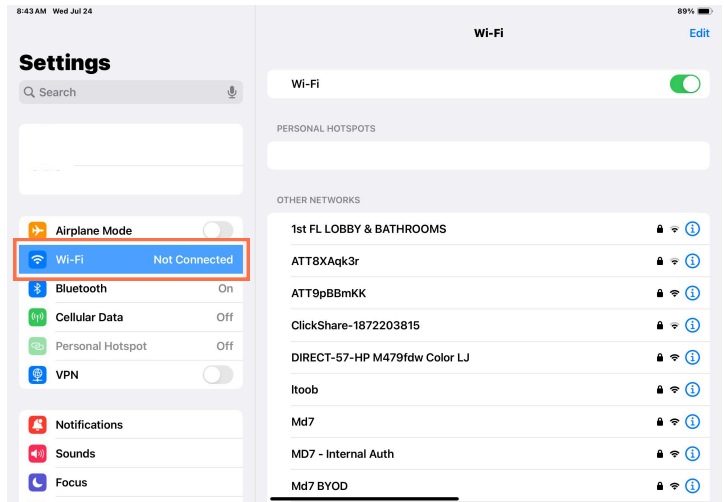 8:43 AM Wed Jul 24
89%
Settings
Search
Airplane Mode
Wi-Fi Not Connected
Bluetooth On
Cellular Data Off
Personal Hotspot Off
VPN
Notifications
Sounds
Focus
Wi-Fi
Edit
Wi-Fi
PERSONAL HOTSPOTS
OTHER NETWORKS
1st FL LOBBY & BATHROOMS
ATT8XAqk3r
ATT9pBBmKK
ClickShare-1872203815
DIRECT-57-HP M479fdw Color LJ
Itoob
Md7
MD7 - Internal Auth
Md7 BYOD